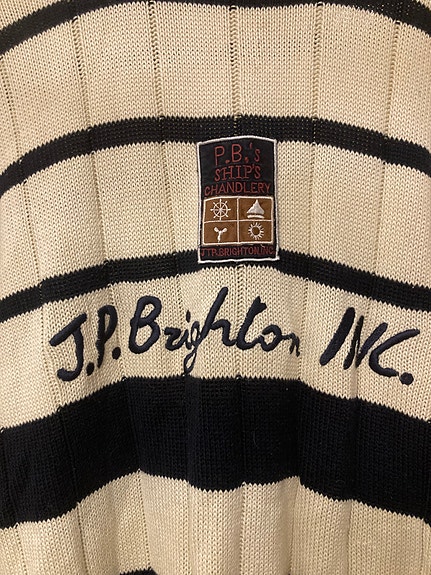 P.B.'s
SHIP'S
CHANDLERY
J.P.BRIGHTON.INC.
J.P. Brighton INC.